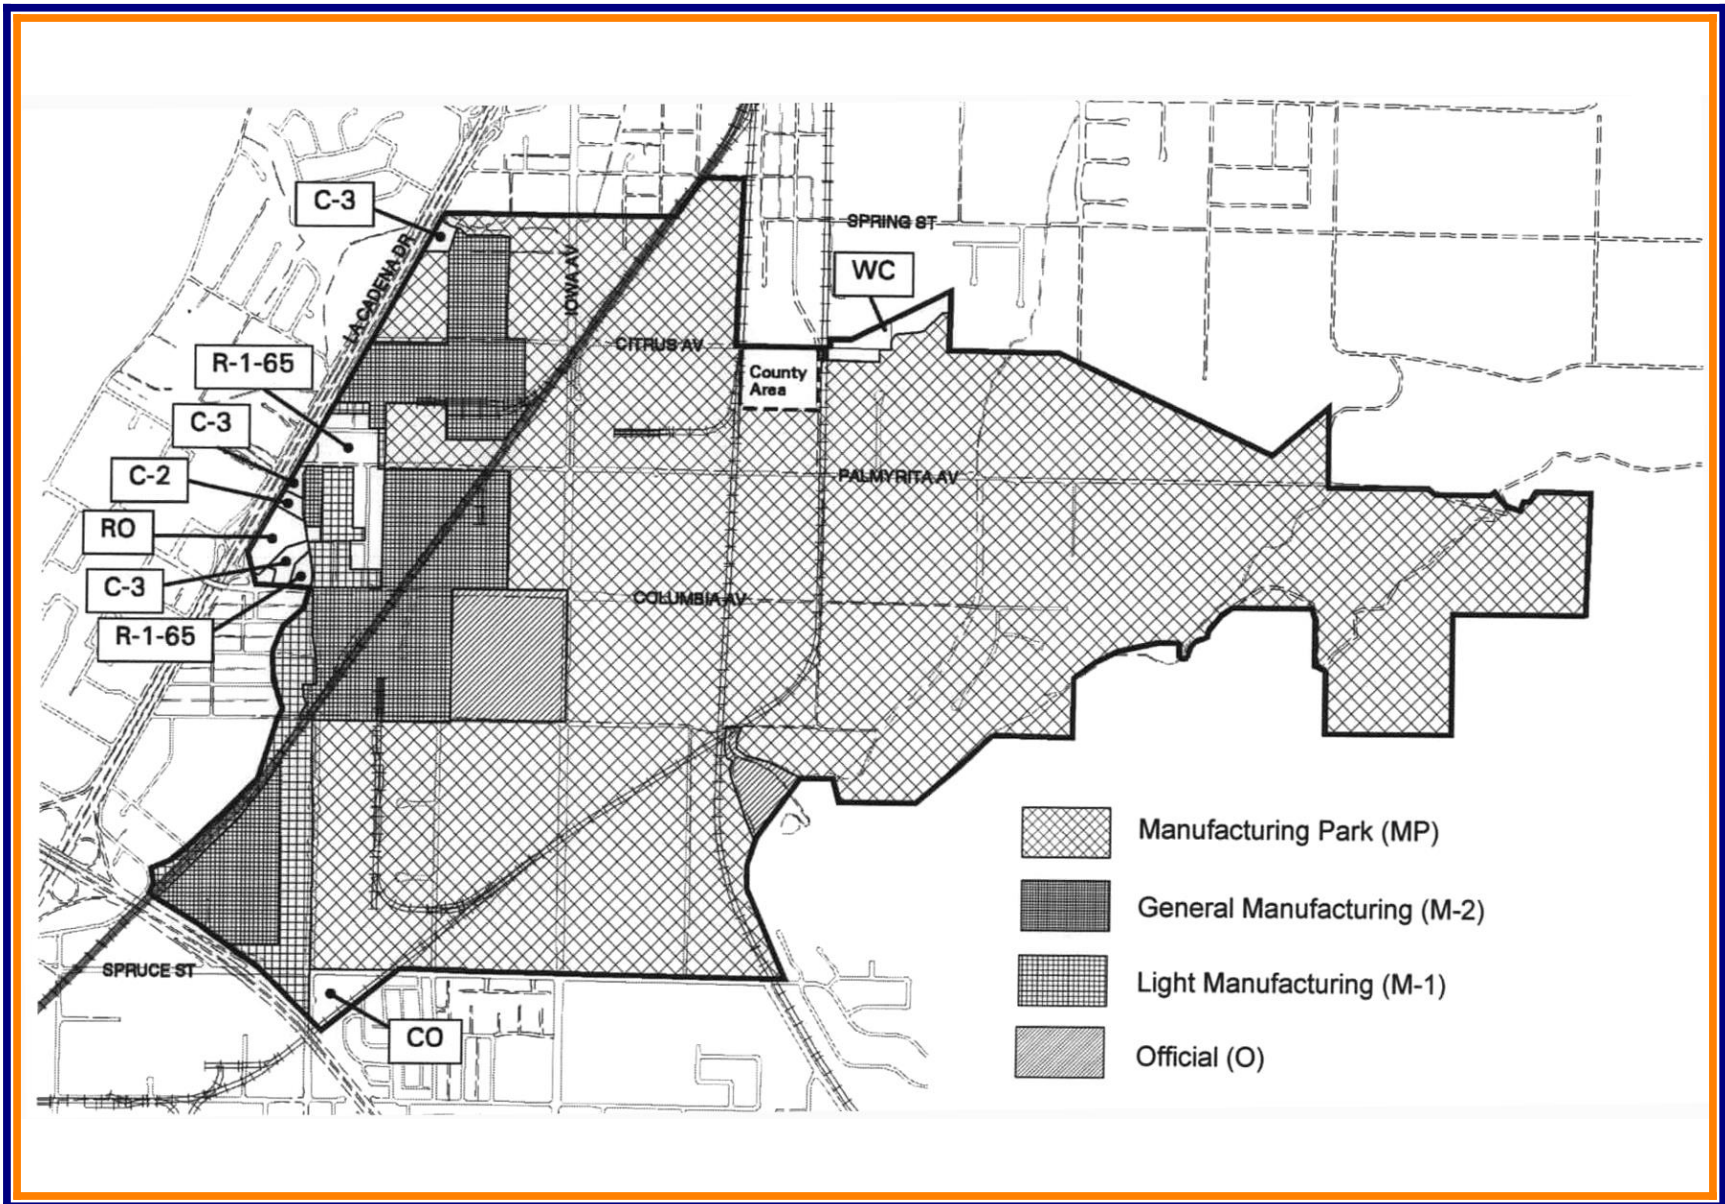 C-3
LA CADENA DR
IOWA AV
SPRING ST
WC
CITRUS AV
R-1-65
County
Area
C-3
C-2
PALMYRITA AV
RO
C-3
COLUMBIA AV
R-1-65
Manufacturing Park (MP)
General Manufacturing (M-2)
SPRUCE ST
Light Manufacturing (M-1)
CO
Official (O)